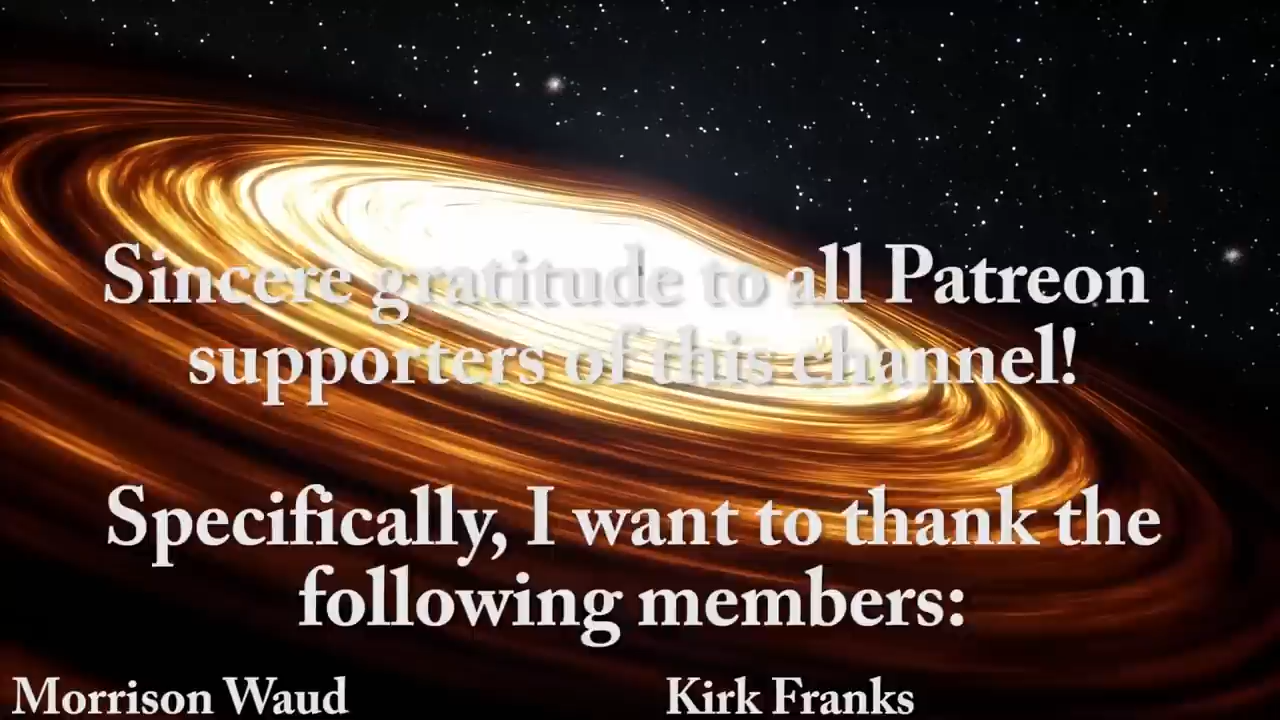 Sincere gratitude to all Patreon
supporters of this channel!
Specifically, I want to thank the
following members:
Morrison Waud
Kirk Franks